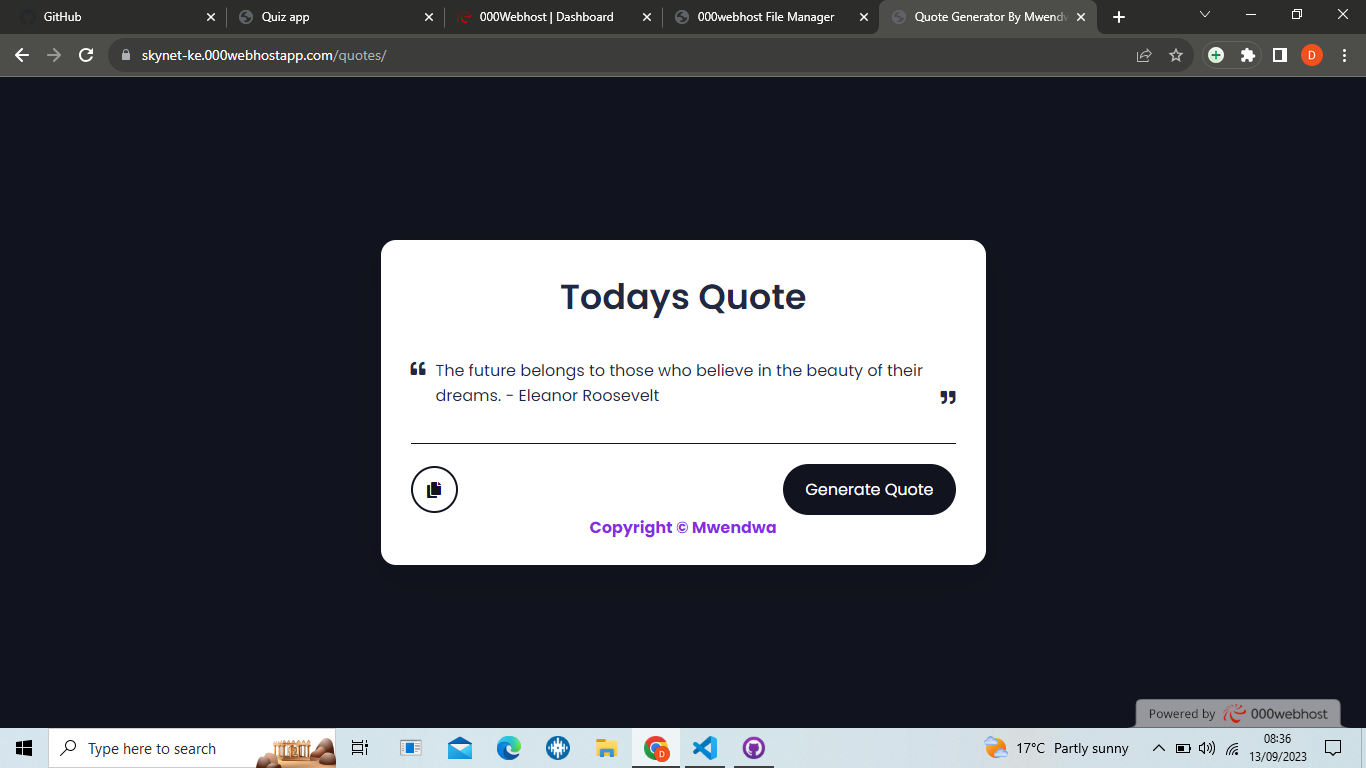 GitHub
Quiz app
000Webhost | Dashboard
000webhost File Manager
Quote Generator By Mwendw
skynet-ke.000webhostapp.com/quotes/
D
Todays Quote
“ The future belongs to those who believe in the beauty of their
dreams. - Eleanor Roosevelt ”
Generate Quote
Copyright © Mwendwa
Powered by 000webhost
Type here to search
D
17°C Partly sunny
08:36
13/09/2023